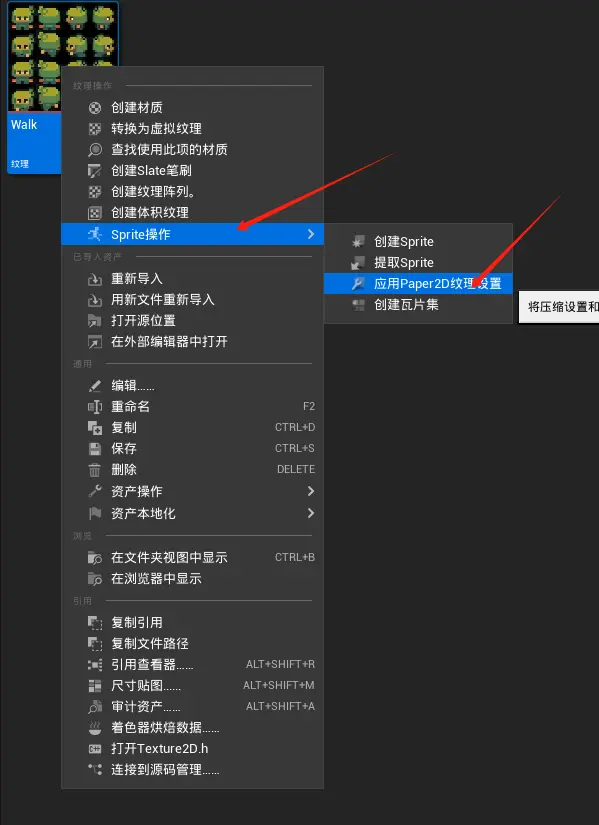 Walk
纹理
纹理操作
创建材质
转换为虚拟纹理
查找使用此项的材质
创建Slate笔刷
创建纹理阵列。
创建体积纹理
Sprite操作
创建Sprite
提取Sprite
应用Paper2D纹理设置
创建瓦片集
将压缩设置和
已导入资产
重新导入
用新文件重新导入
打开源位置
在外部编辑器中打开
通用
编辑……
重命名 F2
复制 CTRL+D
保存 CTRL+S
删除 DELETE
资产操作
资产本地化
浏览
在文件夹视图中显示 CTRL+B
在浏览器中显示
引用
复制引用
复制文件路径
引用查看器…… ALT+SHIFT+R
尺寸贴图…… ALT+SHIFT+M
审计资产…… ALT+SHIFT+A
着色器烘焙数据……
打开Texture2D.h
连接到源码管理……